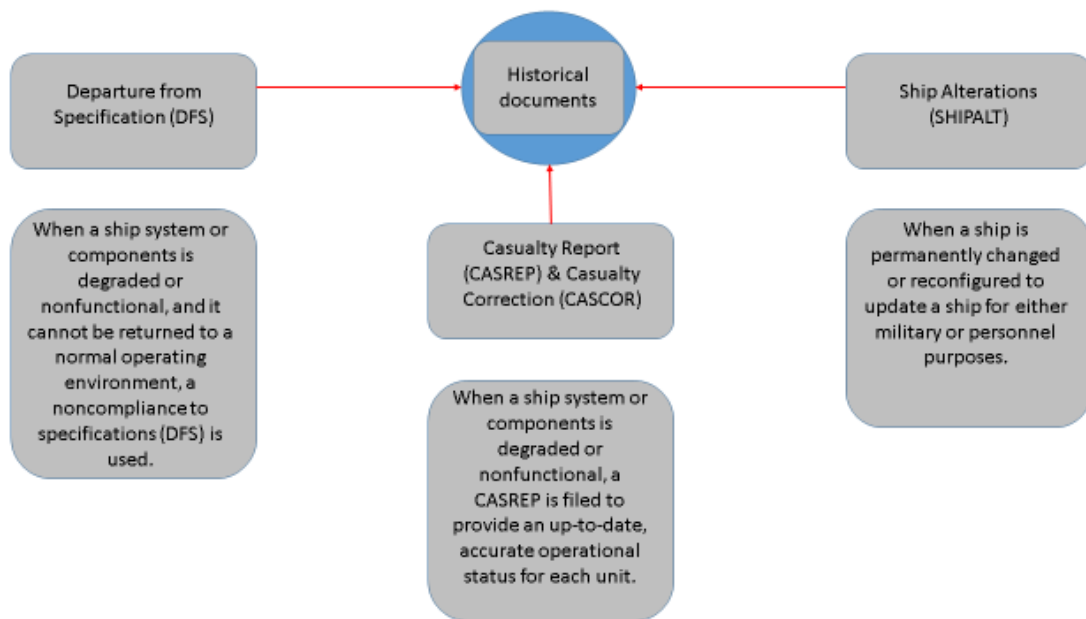 Departure from
Specification (DFS)
Historical
documents
Ship Alterations
(SHIPALT)
When a ship system or
components is
degraded or
nonfunctional, and it
cannot be returned to a
normal operating
environment, a
noncompliance to
specifications (DFS) is
used.
Casualty Report
(CASREP) & Casualty
Correction (CASCOR)
When a ship system or
components is
degraded or
nonfunctional, a
CASREP is filed to
provide an up-to-date,
accurate operational
status for each unit.
When a ship is
permanently changed
or reconfigured to
update a ship for either
military or personnel
purposes.